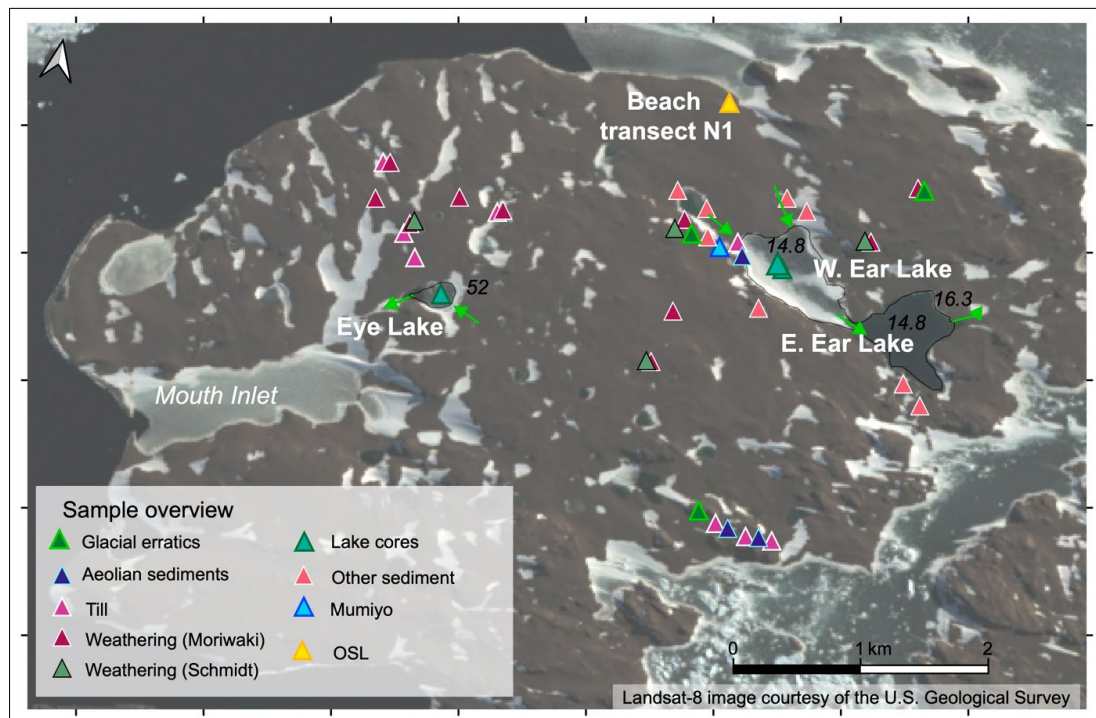 Beach
transect N1
14.8
W. Ear Lake
52
16.3
14.8
Eye Lake
E. Ear Lake
Mouth Inlet
Sample overview
Glacial erratics
Aeolian sediments
Till
Weathering (Moriwaki)
Weathering (Schmidt)
Lake cores
Other sediment
Mumiyo
OSL
0 1 km 2
Landsat-8 image courtesy of the U.S. Geological Survey